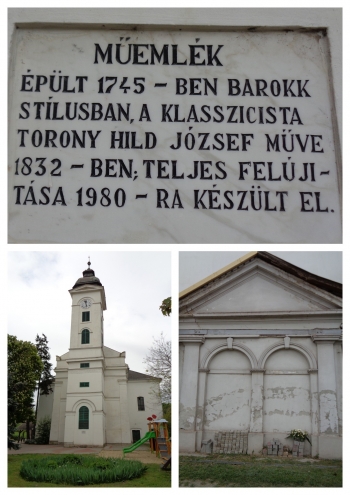 MŰEMLÉK
ÉPÜLT 1745 – BEN BAROKK
STÍLUSBAN, A KLASSZICISTA
TORONY HILD JÓZSEF MŰVE
1832 – BEN; TELJES FELÚJI-
TÁSA 1980 – RA KÉSZÜLT EL.